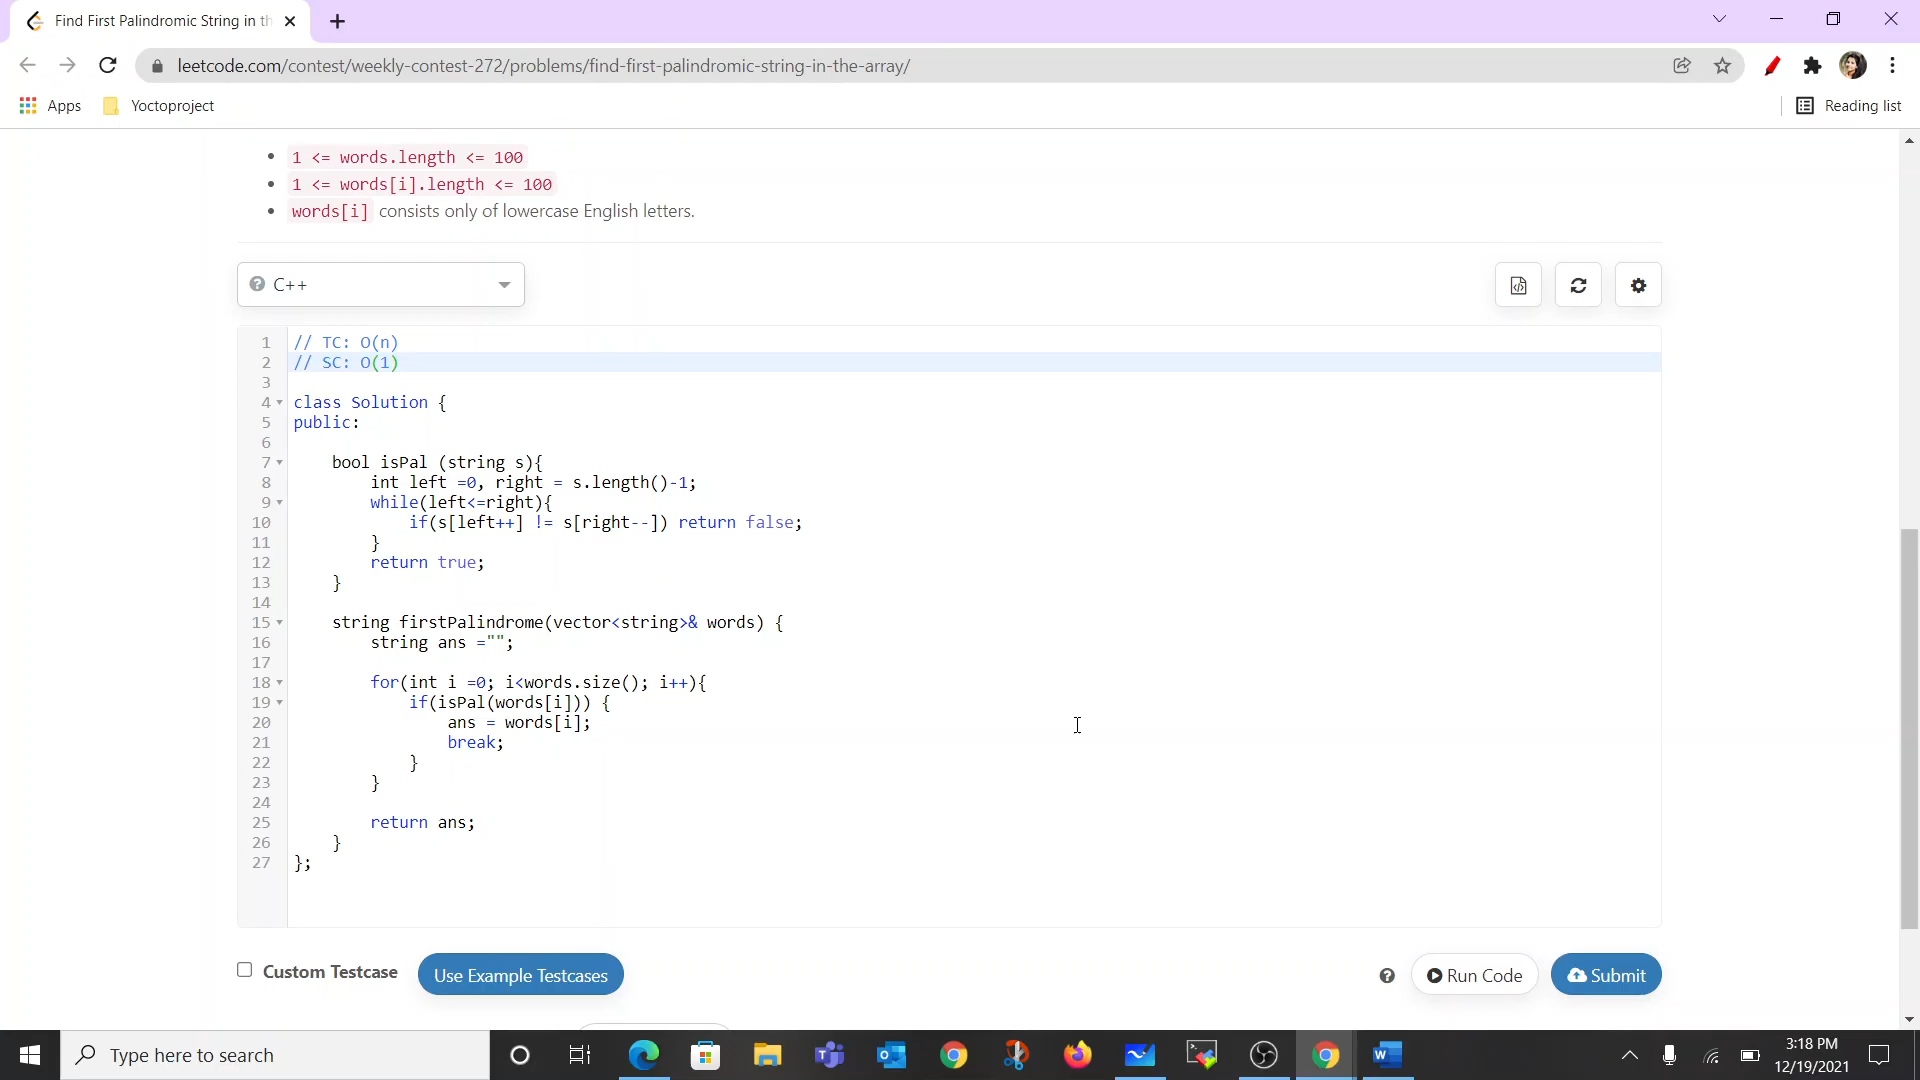 Find First Palindromic String in th
leetcode.com/contest/weekly-contest-272/problems/find-first-palindromic-string-in-the-array/
Apps
Yoctoproject
Reading list
1 <= words.length <= 100
1 <= words[i].length <= 100
words[i] consists only of lowercase English letters.
C++
1 // TC: O(n)
2 // SC: O(1)
3
4 class Solution {
5 public:
6
7     bool isPal (string s){
8         int left =0, right = s.length()-1;
9         while(left<=right){
10             if(s[left++] != s[right--]) return false;
11         }
12         return true;
13     }
14
15     string firstPalindrome(vector<string>& words) {
16         string ans ="";
17
18         for(int i =0; i<words.size(); i++){
19             if(isPal(words[i])) {
20                 ans = words[i];
21                 break;
22             }
23         }
24
25         return ans;
26     }
27 };
Custom Testcase
Use Example Testcases
Run Code
Submit
Type here to search
3:18 PM
12/19/2021